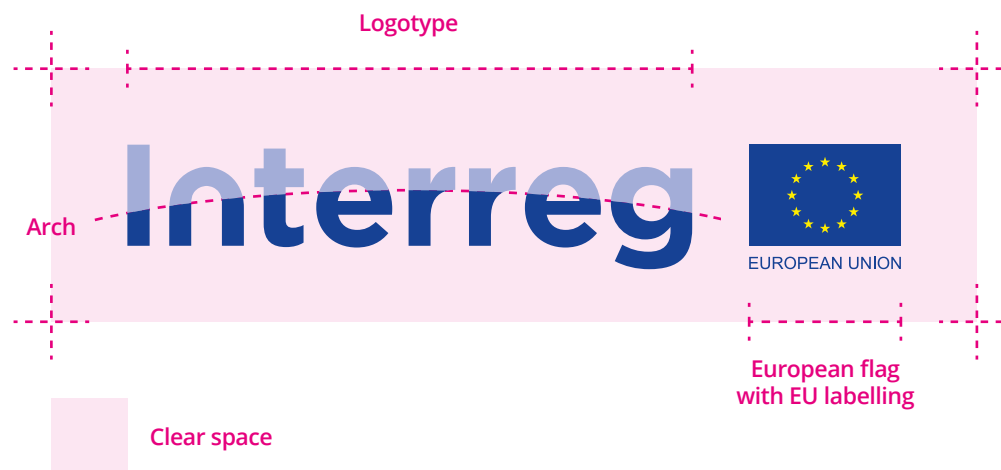 Logotype
Interreg
Arch
EUROPEAN UNION
European flag
with EU labelling
Clear space